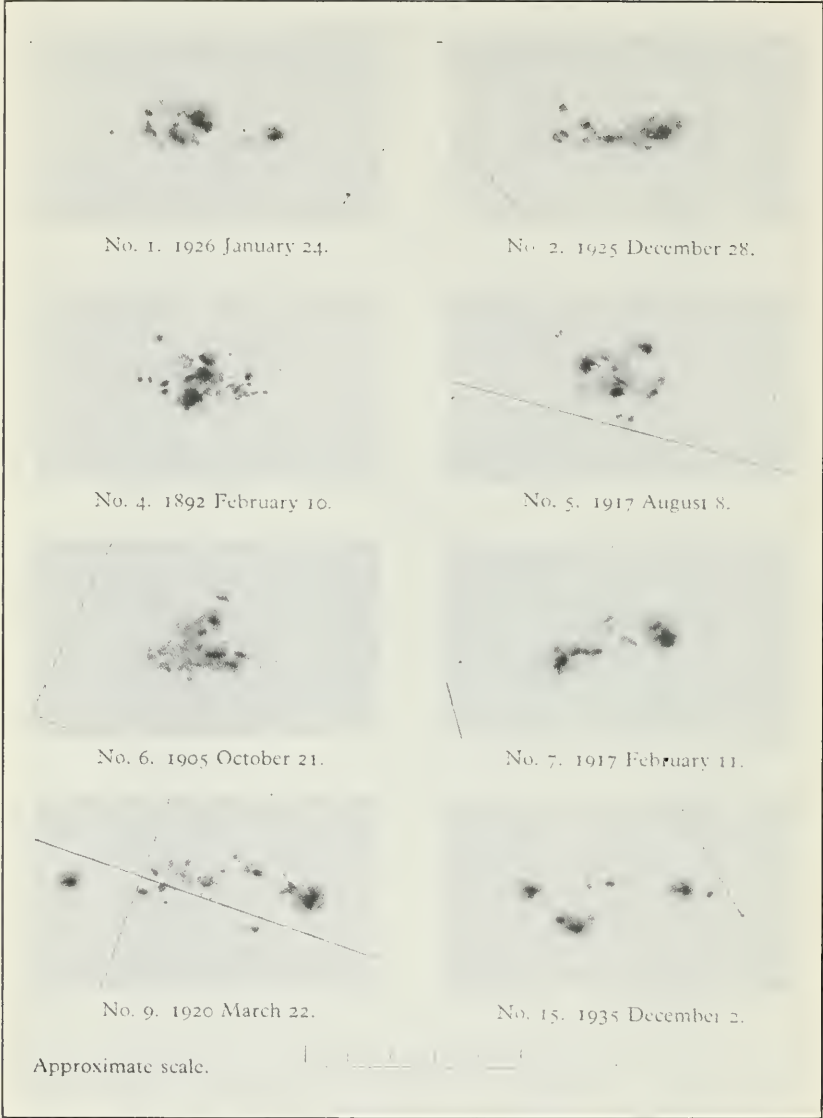 No. 1. 1926 January 24.
No. 2. 1925 December 28.
No. 4. 1892 February 10.
No. 5. 1917 August 8.
No. 6. 1905 October 21.
No. 7. 1917 February 11.
No. 9. 1920 March 22.
No. 15. 1935 December 2.
Approximate scale.